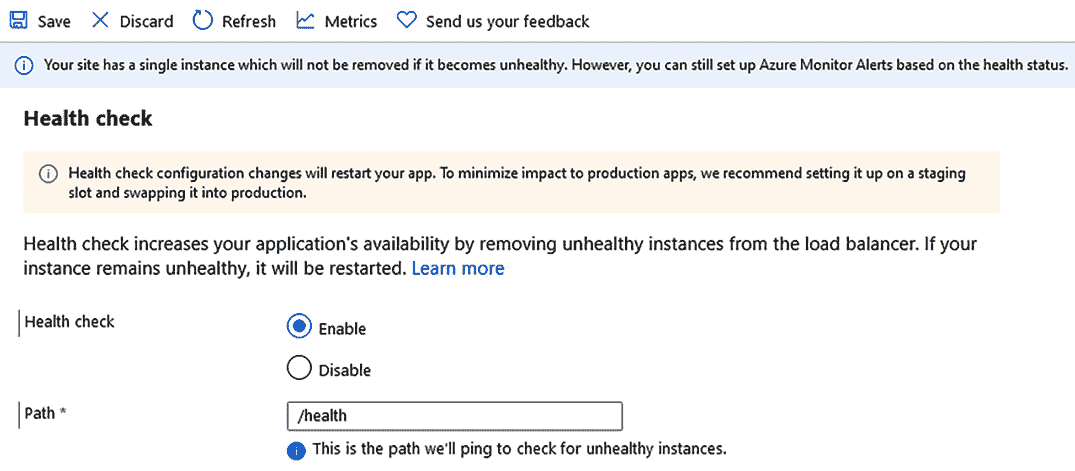 Save Discard Refresh Metrics Send us your feedback
Your site has a single instance which will not be removed if it becomes unhealthy. However, you can still set up Azure Monitor Alerts based on the health status.
Health check
Health check configuration changes will restart your app. To minimize impact to production apps, we recommend setting it up on a staging
slot and swapping it into production.
Health check increases your application's availability by removing unhealthy instances from the load balancer. If your
instance remains unhealthy, it will be restarted. Learn more
Health check
Enable
Disable
Path *
/health
This is the path we'll ping to check for unhealthy instances.